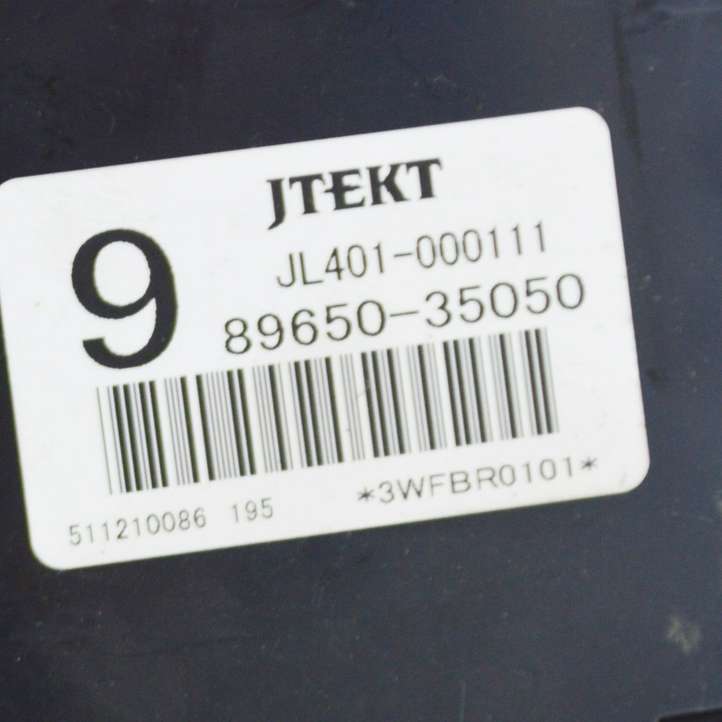 JTEKT
9
JL401-000111
89650-35050
511210086 195 *3WFBR0101*